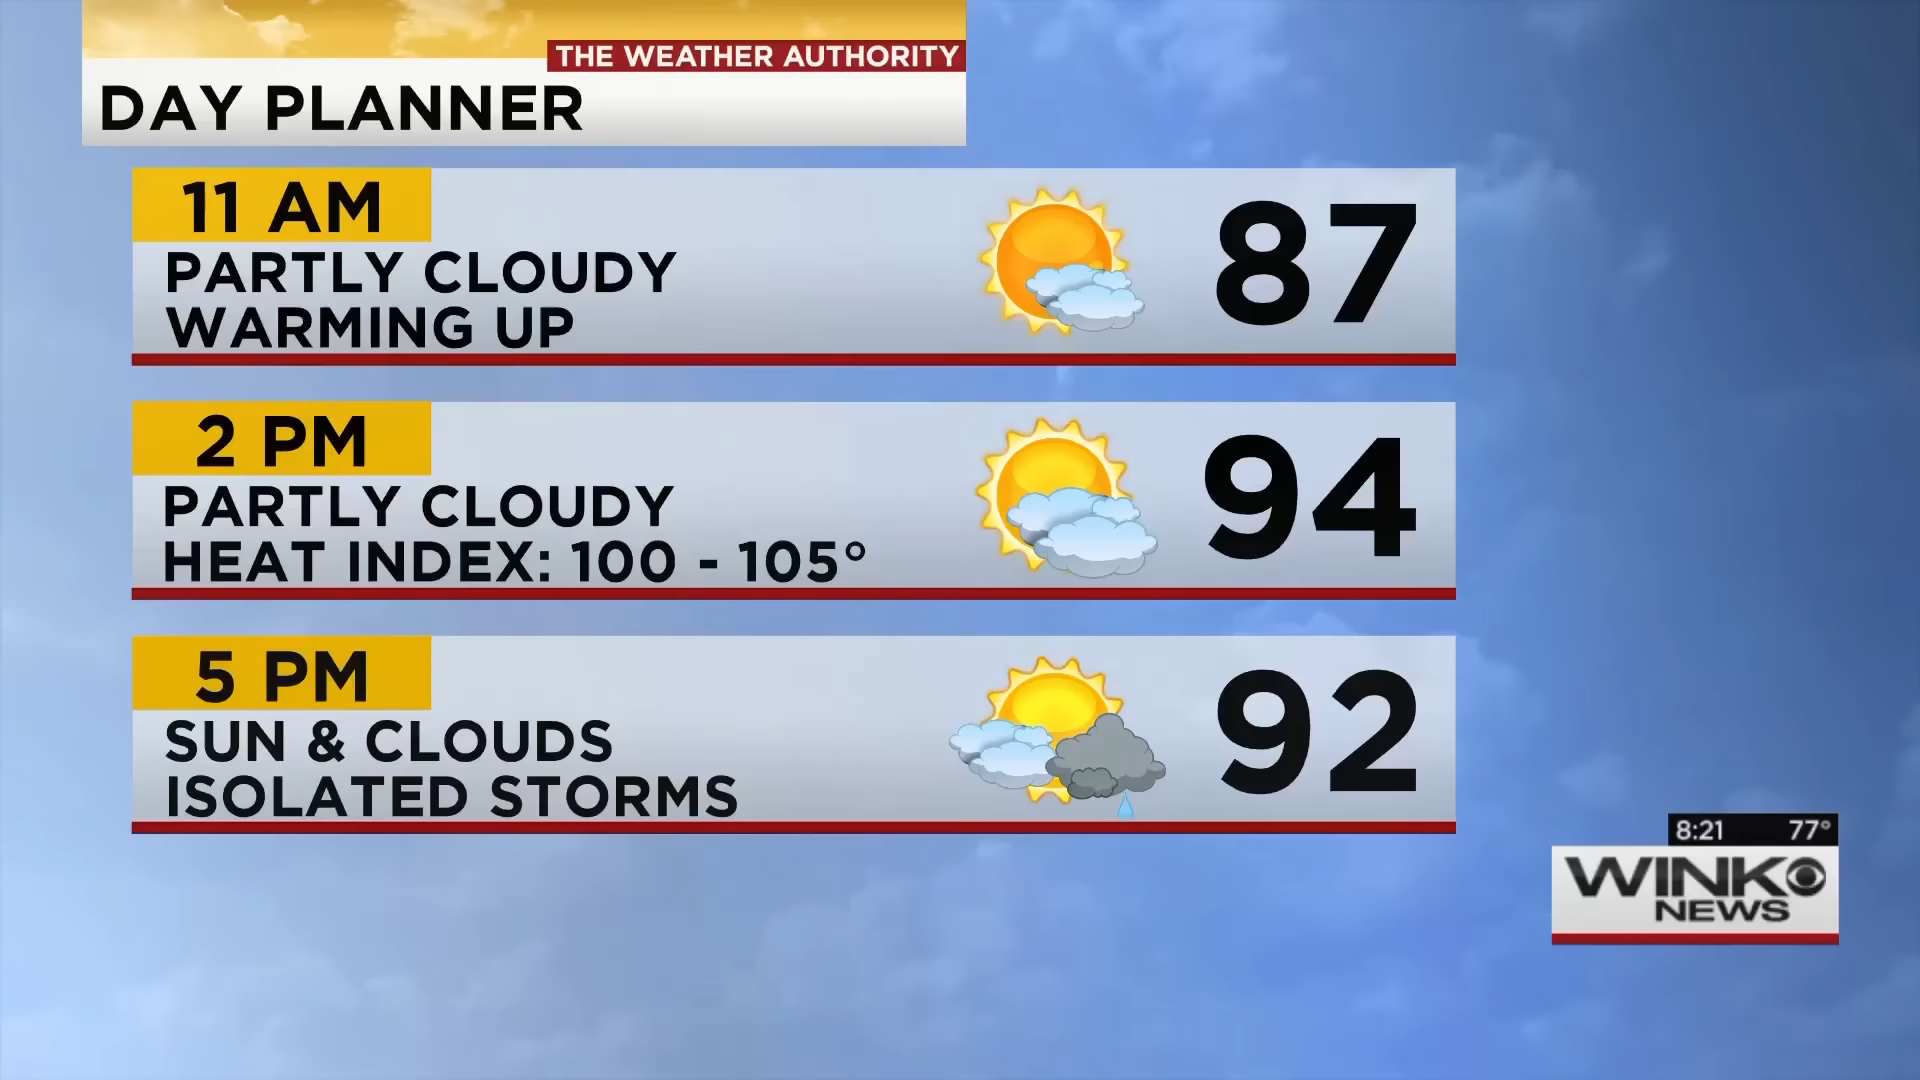 THE WEATHER AUTHORITY
DAY PLANNER
11 AM
PARTLY CLOUDY
WARMING UP
87
2 PM
PARTLY CLOUDY
HEAT INDEX: 100 - 105°
94
5 PM
SUN & CLOUDS
ISOLATED STORMS
92
8:21 77°
WINK
NEWS